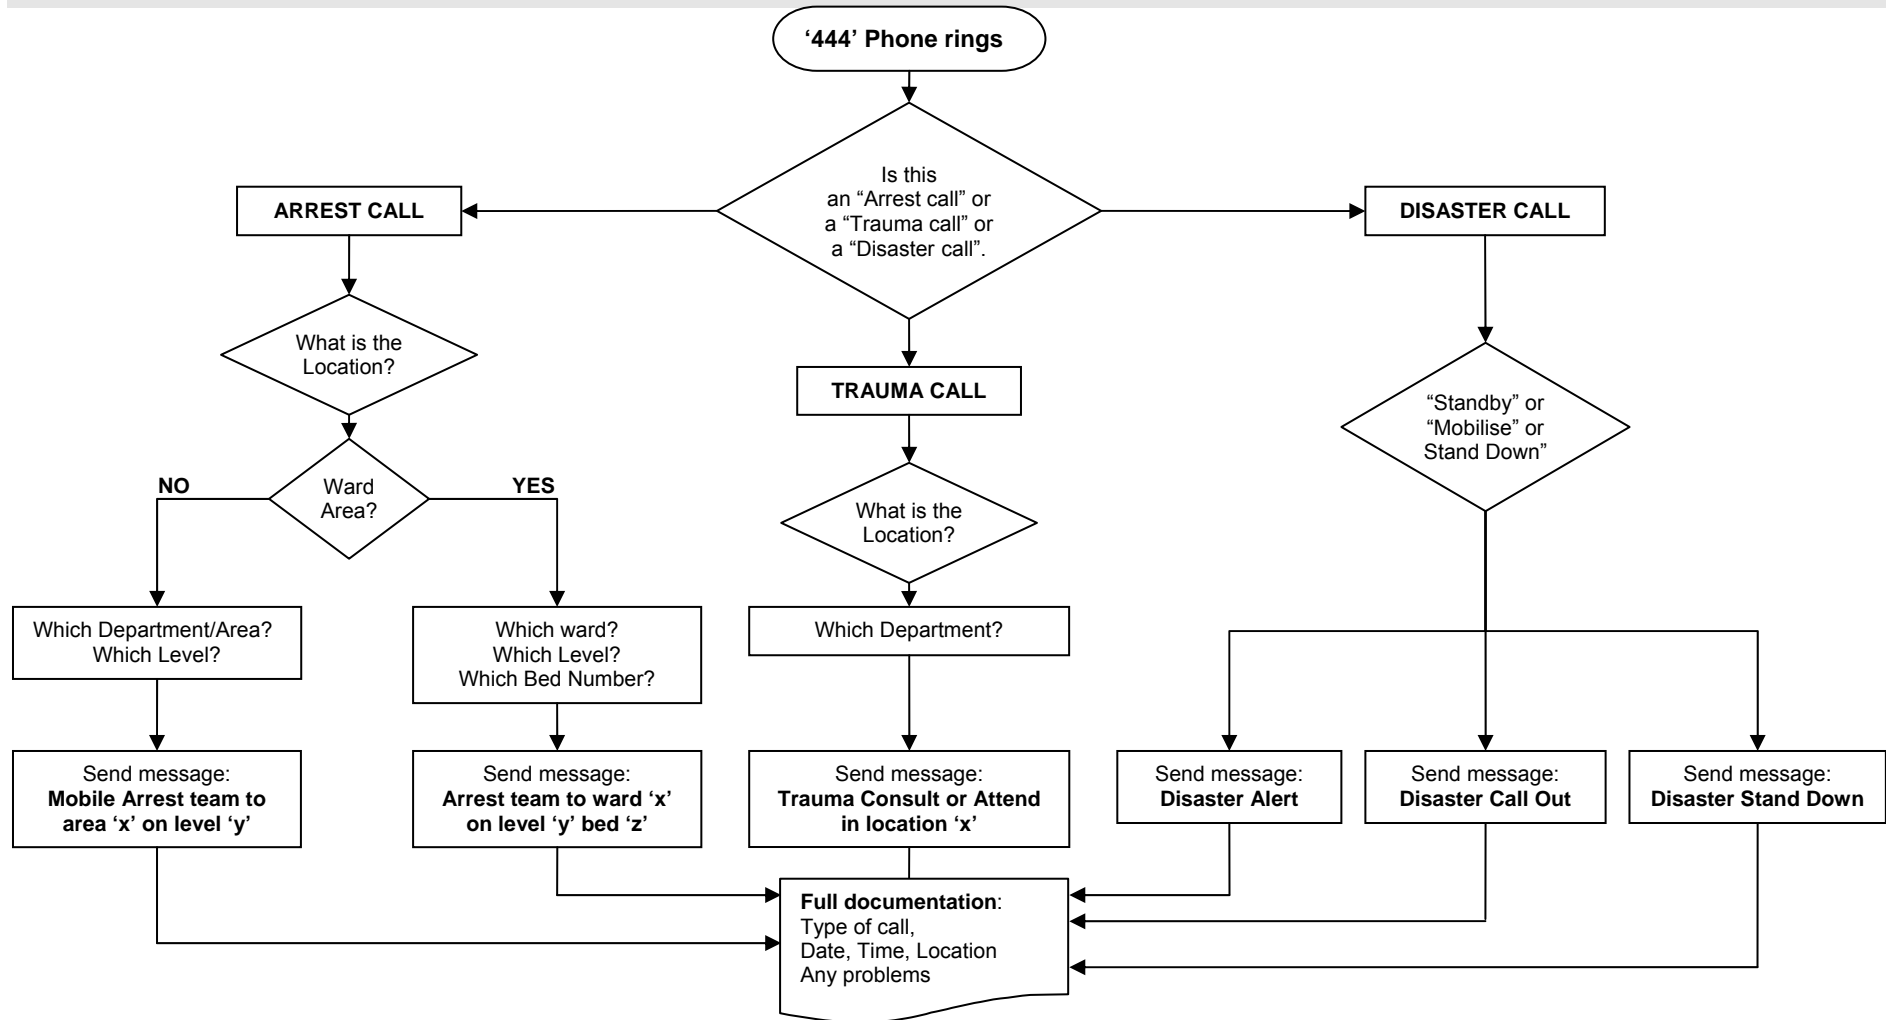 ‘444’ Phone rings
Is this
an “Arrest call” or
a “Trauma call” or
a “Disaster call”.
ARREST CALL
DISASTER CALL
What is the
Location?
TRAUMA CALL
“Standby” or
“Mobilise” or
Stand Down”
NO
Ward
Area?
YES
What is the
Location?
Which Department/Area?
Which Level?
Which ward?
Which Level?
Which Bed Number?
Which Department?
Send message:
Mobile Arrest team to
area ‘x’ on level ‘y’
Send message:
Arrest team to ward ‘x’
on level ‘y’ bed ‘z’
Send message:
Trauma Consult or Attend
in location ‘x’
Send message:
Disaster Alert
Send message:
Disaster Call Out
Send message:
Disaster Stand Down
Full documentation:
Type of call,
Date, Time, Location
Any problems